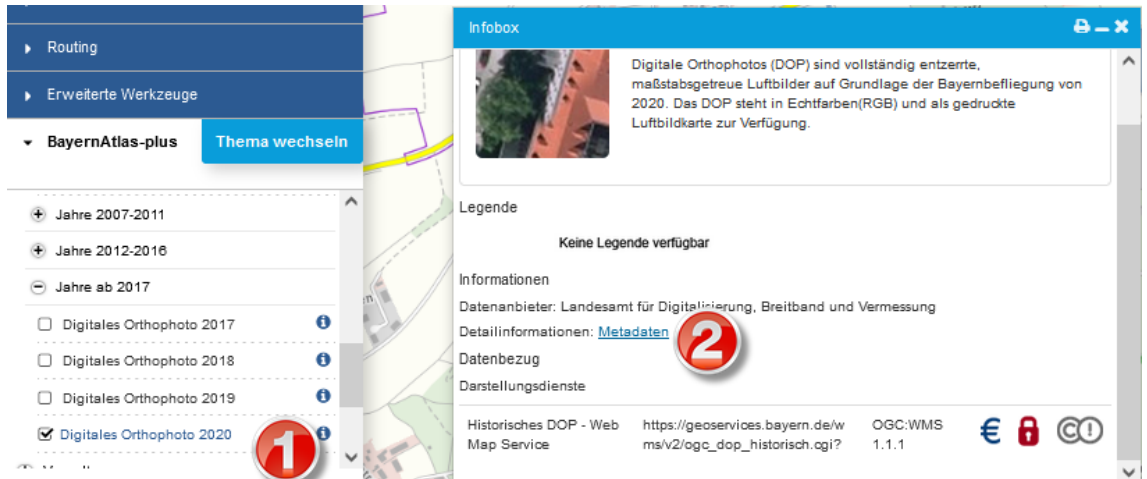 Routing
Erweiterte Werkzeuge
BayernAtlas-plus
Thema wechseln
Jahre 2007-2011
Jahre 2012-2016
Jahre ab 2017
Digitales Orthophoto 2017
Digitales Orthophoto 2018
Digitales Orthophoto 2019
Digitales Orthophoto 2020
1
Infobox
Digitale Orthophotos (DOP) sind vollständig entzerrte,
maßstabsgetreue Luftbilder auf Grundlage der Bayernbefliegung von
2020. Das DOP steht in Echtfarben(RGB) und als gedruckte
Luftbildkarte zur Verfügung.
Legende
Keine Legende verfügbar
Informationen
Datenanbieter: Landesamt für Digitalisierung, Breitband und Vermessung
Detailinformationen: Metadaten
2
Datenbezug
Darstellungsdienste
Historisches DOP - Web
Map Service
https://geoservices.bayern.de/w
ms/v2/ogc_dop_historisch.cgi?
OGC:WMS
1.1.1
€